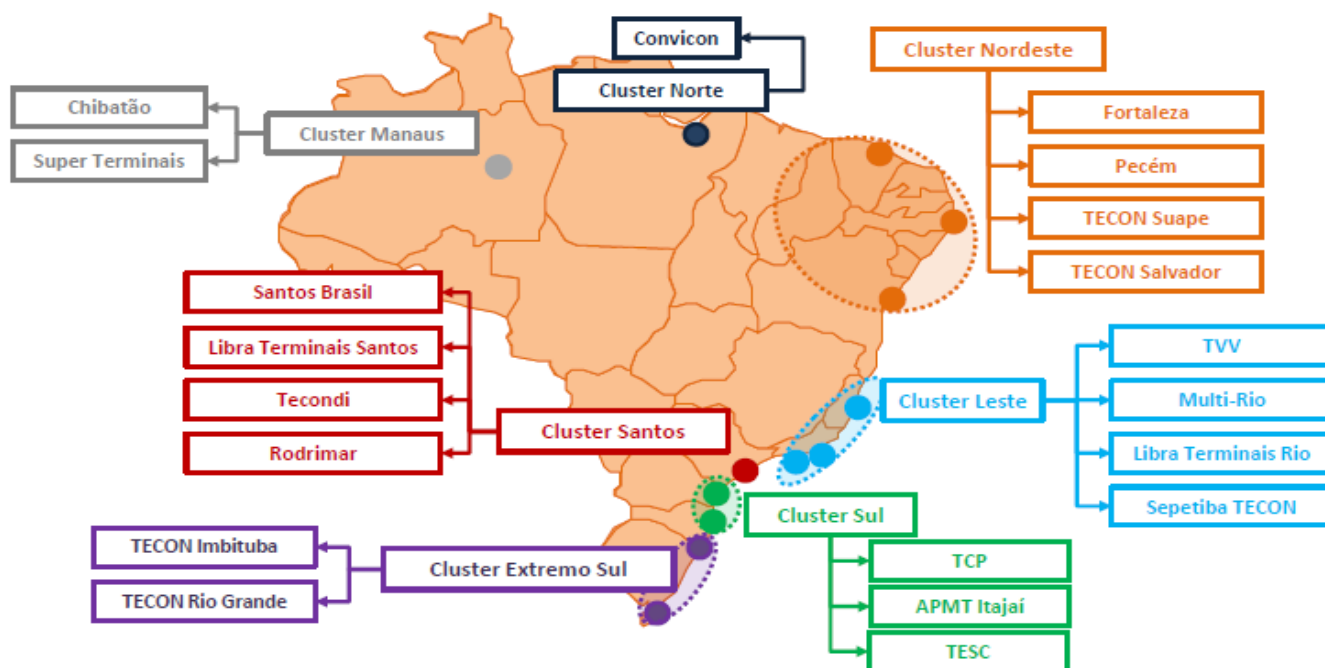 Convicon
Cluster Norte
Cluster Nordeste
Fortaleza
Pecém
TECON Suape
TECON Salvador
Chibatão
Super Terminais
Cluster Manaus
Santos Brasil
Libra Terminais Santos
Tecondi
Rodrimar
Cluster Santos
Cluster Leste
TVV
Multi-Rio
Libra Terminais Rio
Sepetiba TECON
Cluster Sul
TCP
APMT Itajaí
TESC
TECON Imbituba
TECON Rio Grande
Cluster Extremo Sul